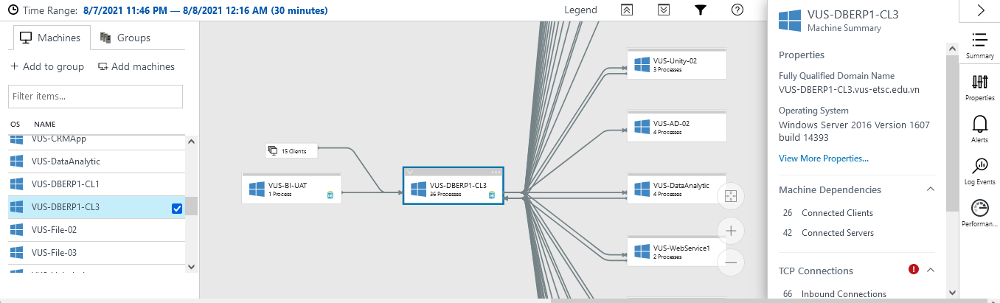 Time Range: 8/7/2021 11:46 PM — 8/8/2021 12:16 AM (30 minutes)
Legend
Machines
Groups
+ Add to group
Add machines
Filter items...
OS NAME
VUS-CRMApp
VUS-DataAnalytic
VUS-DBERP1-CL1
VUS-DBERP1-CL3
VUS-File-02
VUS-File-03
15 Clients
VUS-BI-UAT
1 Process
VUS-DBERP1-CL3
36 Processes
VUS-Unity-02
3 Processes
VUS-AD-02
4 Processes
VUS-DataAnalytic
4 Processes
VUS-WebService1
2 Processes
VUS-DBERP1-CL3
Machine Summary
Properties
Fully Qualified Domain Name
VUS-DBERP1-CL3.vus-etsc.edu.vn
Operating System
Windows Server 2016 Version 1607
build 14393
View More Properties...
Machine Dependencies
26 Connected Clients
42 Connected Servers
TCP Connections
66 Inbound Connections
Summary
Properties
Alerts
Log Events
Performan...